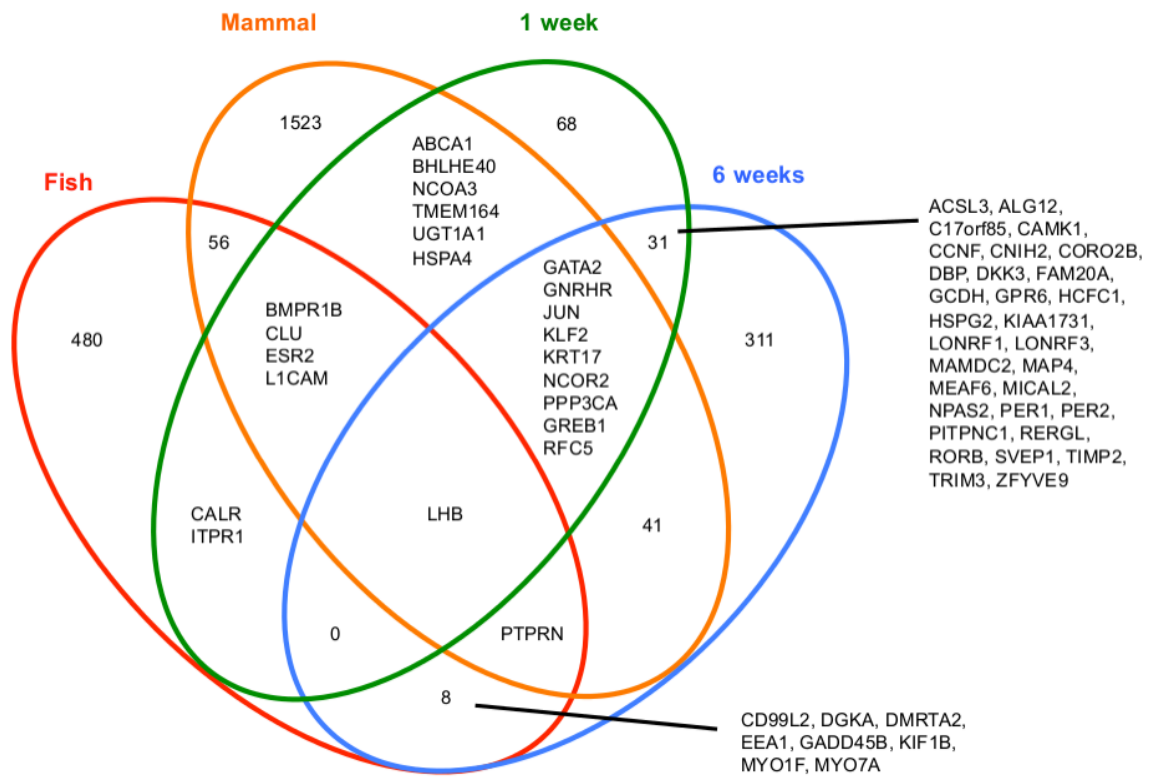 Mammal
1 week
1523
68
ABCA1
BHLHE40
NCOA3
TMEM164
UGT1A1
HSPA4
Fish
6 weeks
56
31
ACSL3, ALG12,
C17orf85, CAMK1,
CCNF, CNIH2, CORO2B,
DBP, DKK3, FAM20A,
GCDH, GPR6, HCFC1,
HSPG2, KIAA1731,
LONRF1, LONRF3,
MAMDC2, MAP4,
MEAF6, MICAL2,
NPAS2, PER1, PER2,
PITPNC1, RERGL,
RORB, SVEP1, TIMP2,
TRIM3, ZFYVE9
GATA2
GNRHR
JUN
KLF2
KRT17
NCOR2
PPP3CA
GREB1
RFC5
BMPR1B
CLU
ESR2
L1CAM
480
311
CALR
ITPR1
LHB
41
0
PTPRN
8
CD99L2, DGKA, DMRTA2,
EEA1, GADD45B, KIF1B,
MYO1F, MYO7A